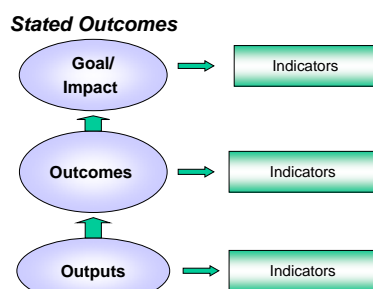 Stated Outcomes
Goal/
Impact
Indicators
Outcomes
Indicators
Outputs
Indicators